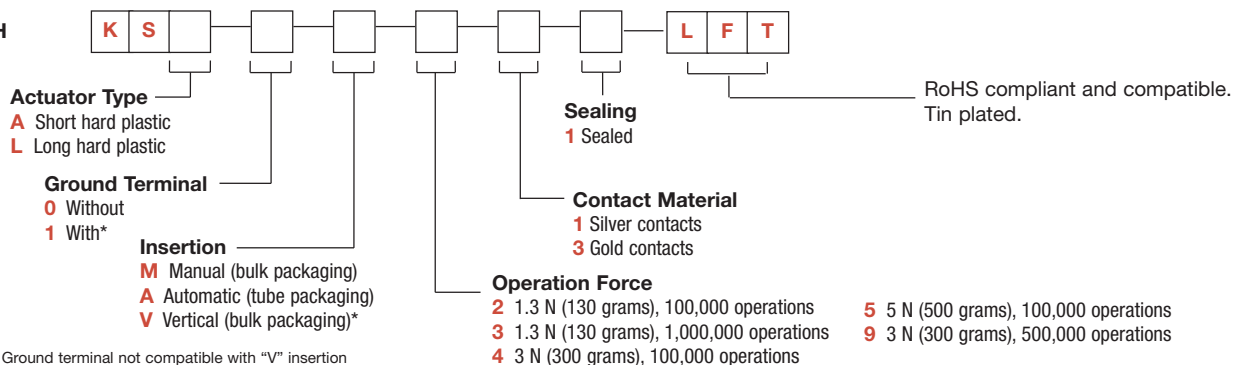 H
K S L F T
Actuator Type
A Short hard plastic
L Long hard plastic
Ground Terminal
0 Without
1 With*
Insertion
M Manual (bulk packaging)
A Automatic (tube packaging)
V Vertical (bulk packaging)*
Ground terminal not compatible with “V” insertion
Operation Force
2 1.3 N (130 grams), 100,000 operations
3 1.3 N (130 grams), 1,000,000 operations
4 3 N (300 grams), 100,000 operations
5 5 N (500 grams), 100,000 operations
9 3 N (300 grams), 500,000 operations
Contact Material
1 Silver contacts
3 Gold contacts
Sealing
1 Sealed
RoHS compliant and compatible.
Tin plated.